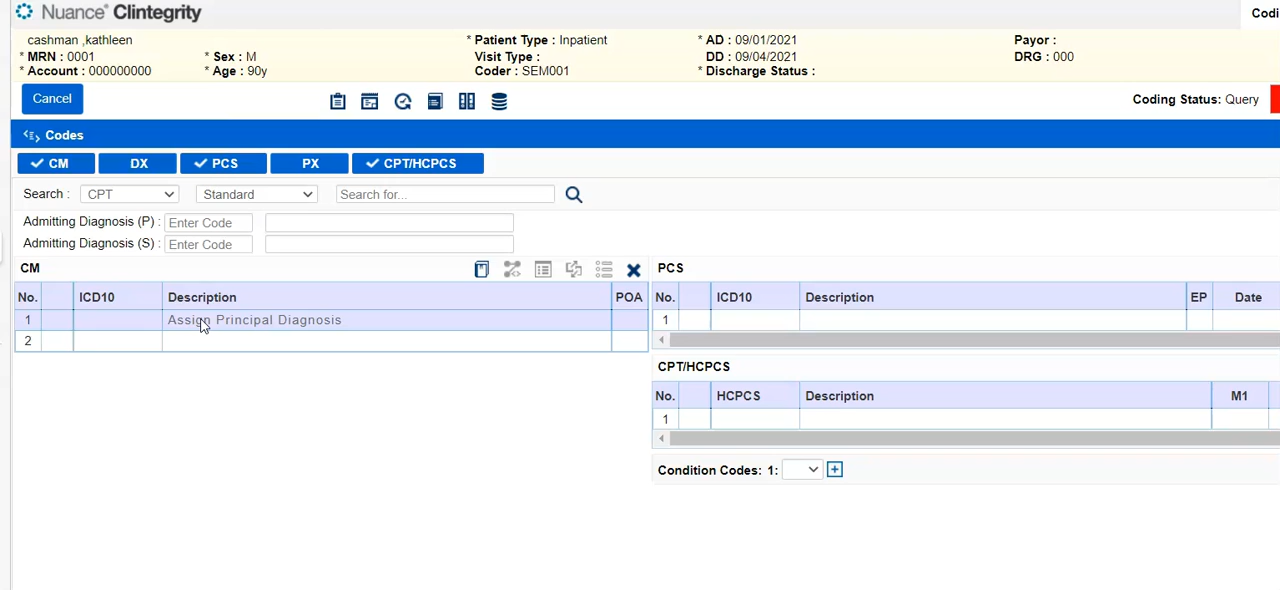 Nuance® Clintegrity
Codi
cashman ,kathleen
* Patient Type : Inpatient
* AD : 09/01/2021
Payor :
* MRN : 0001
* Sex : M
Visit Type :
DD : 09/04/2021
DRG : 000
* Account : 000000000
* Age : 90y
Coder : SEM001
* Discharge Status :
Cancel
Coding Status: Query
Codes
CM
DX
PCS
PX
CPT/HCPCS
Search :
CPT
Standard
Search for...
Admitting Diagnosis (P) :
Enter Code
Admitting Diagnosis (S) :
Enter Code
CM
No.
ICD10
Description
POA
1
Assign Principal Diagnosis
2
PCS
No.
ICD10
Description
EP
Date
1
CPT/HCPCS
No.
HCPCS
Description
M1
1
Condition Codes: 1: